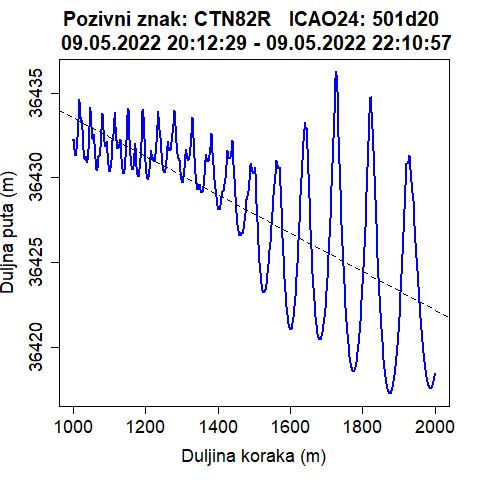 Pozivni znak: CTN82R ICAO24: 501d20
09.05.2022 20:12:29 - 09.05.2022 22:10:57
Duljna puta (m)
36435
36430
36425
36420
1000 1200 1400 1600 1800 2000
Duljina koraka (m)